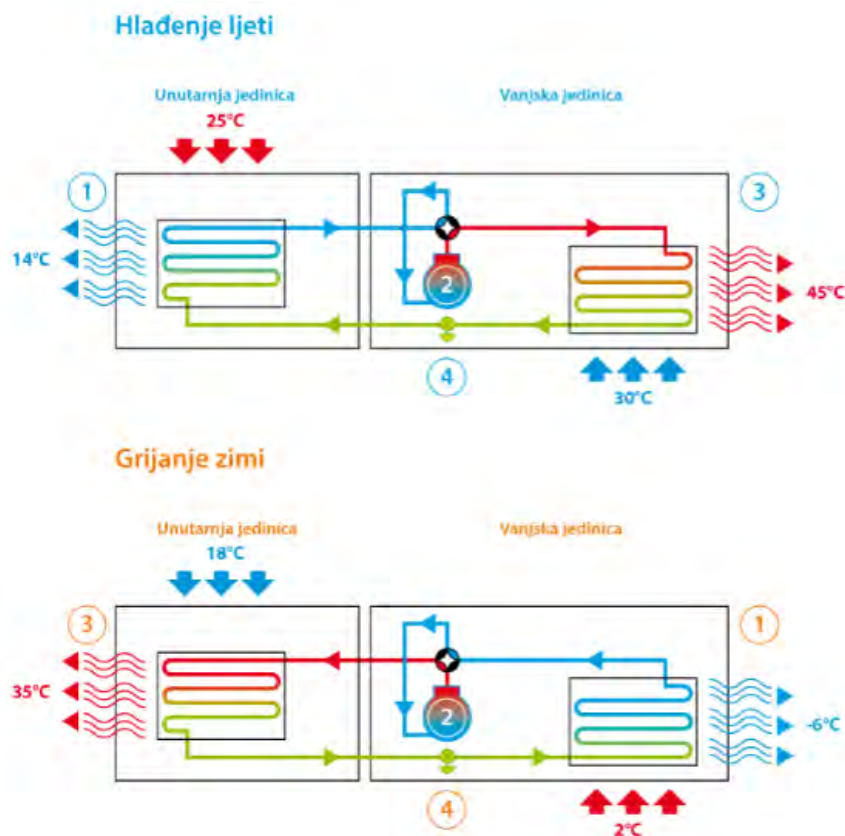 Hlađenje ljeti
Unutarnja jedinica
Vanjska jedinica
25°C
1
3
14°C
2
45°C
4
30°C
Grijanje zimi
Unutarnja jedinica
Vanjska jedinica
18°C
3
1
35°C
2
-6°C
4
2°C